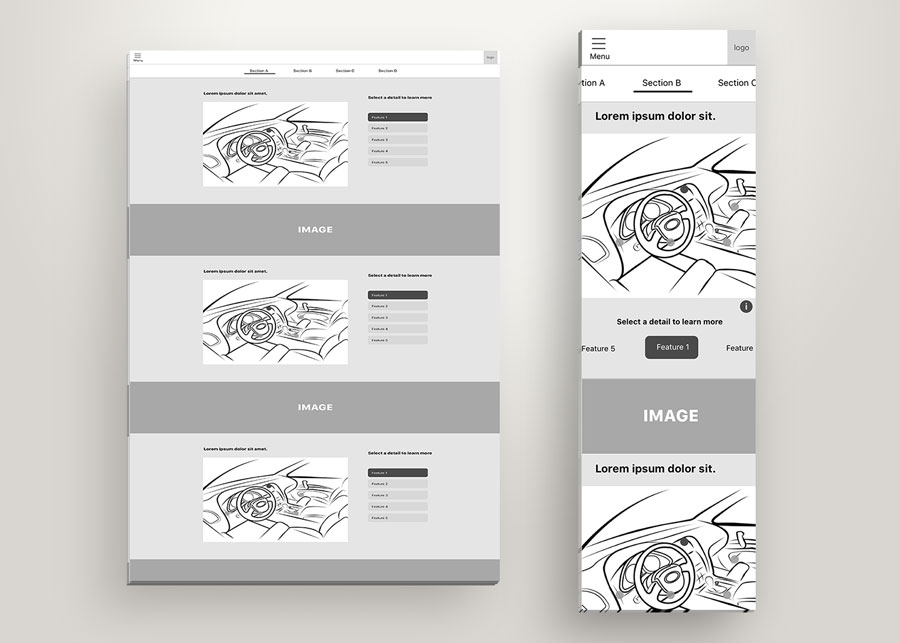 Menu
logo
Section A
Section B
Section C
Section D
Lorem ipsum dolor sit amet.
Select a detail to learn more
Feature 1
Feature 2
Feature 3
Feature 4
Feature 5
IMAGE
Lorem ipsum dolor sit amet.
Select a detail to learn more
Feature 1
Feature 2
Feature 3
Feature 4
Feature 5
IMAGE
Lorem ipsum dolor sit amet.
Select a detail to learn more
Feature 1
Feature 2
Feature 3
Feature 4
Feature 5
Menu
logo
tion A
Section B
Section C
Lorem ipsum dolor sit.
i
Select a detail to learn more
Feature 5
Feature 1
Feature
IMAGE
Lorem ipsum dolor sit.